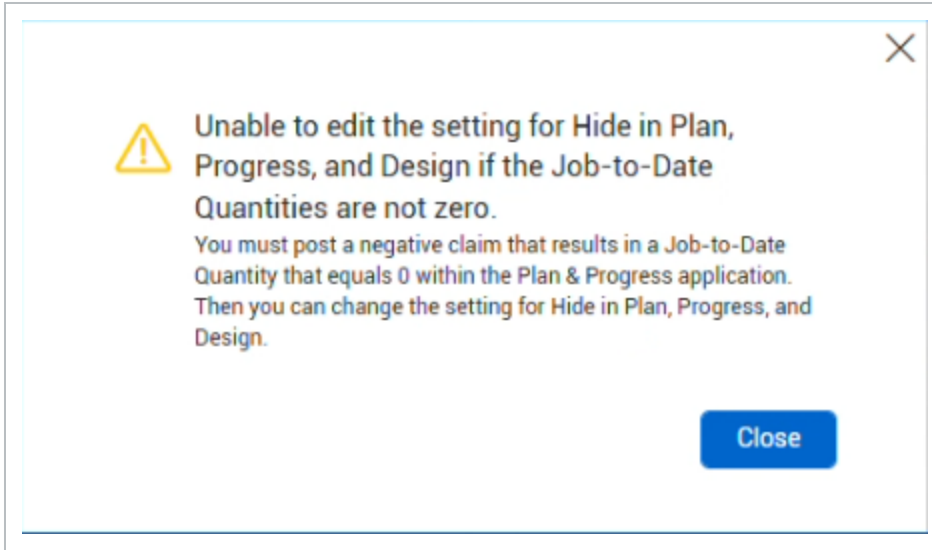 Unable to edit the setting for Hide in Plan,
Progress, and Design if the Job-to-Date
Quantities are not zero.
You must post a negative claim that results in a Job-to-Date
Quantity that equals 0 within the Plan & Progress application.
Then you can change the setting for Hide in Plan, Progress, and
Design.
Close